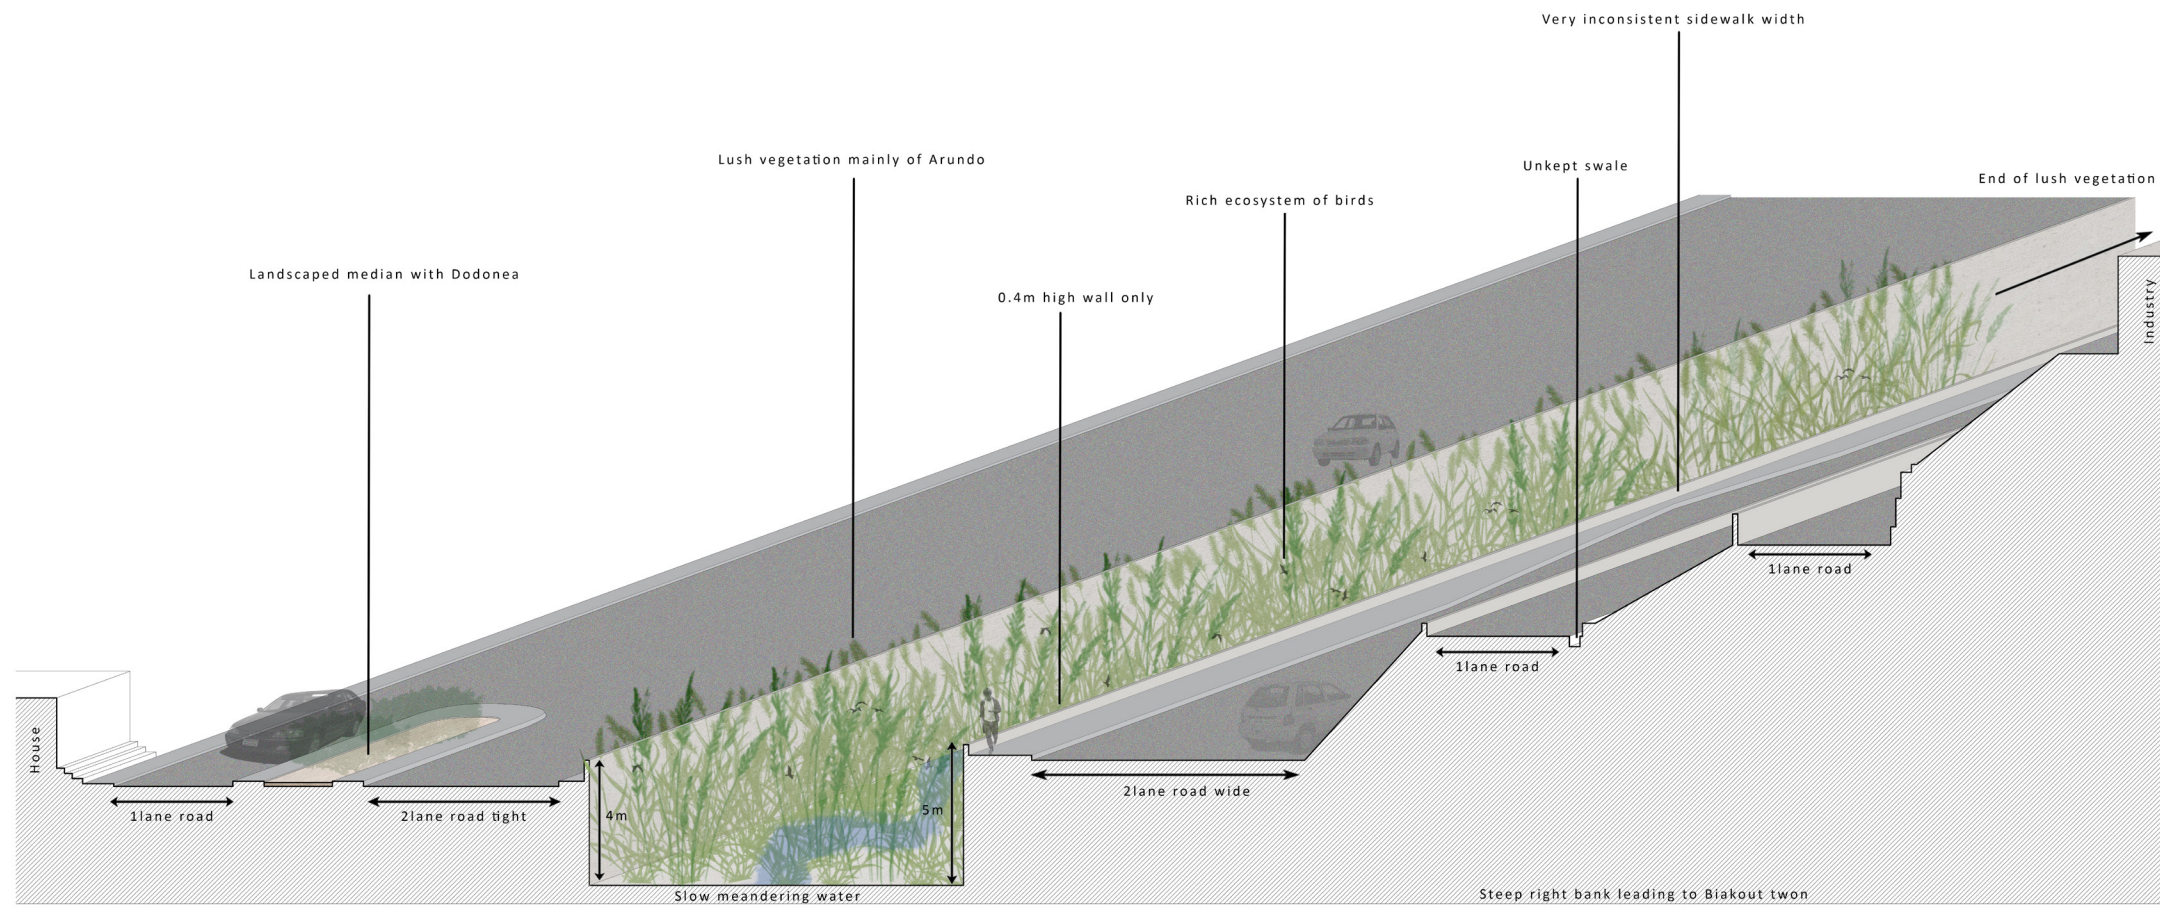 Very inconsistent sidewalk width
Lush vegetation mainly of Arundo
Unkept swale
End of lush vegetation
Rich ecosystem of birds
Landscaped median with Dodonea
0.4m high wall only
Industry
1lane road
1lane road
House
2lane road wide
1lane road
2lane road tight
4m
5m
Slow meandering water
Steep right bank leading to Biakout twon